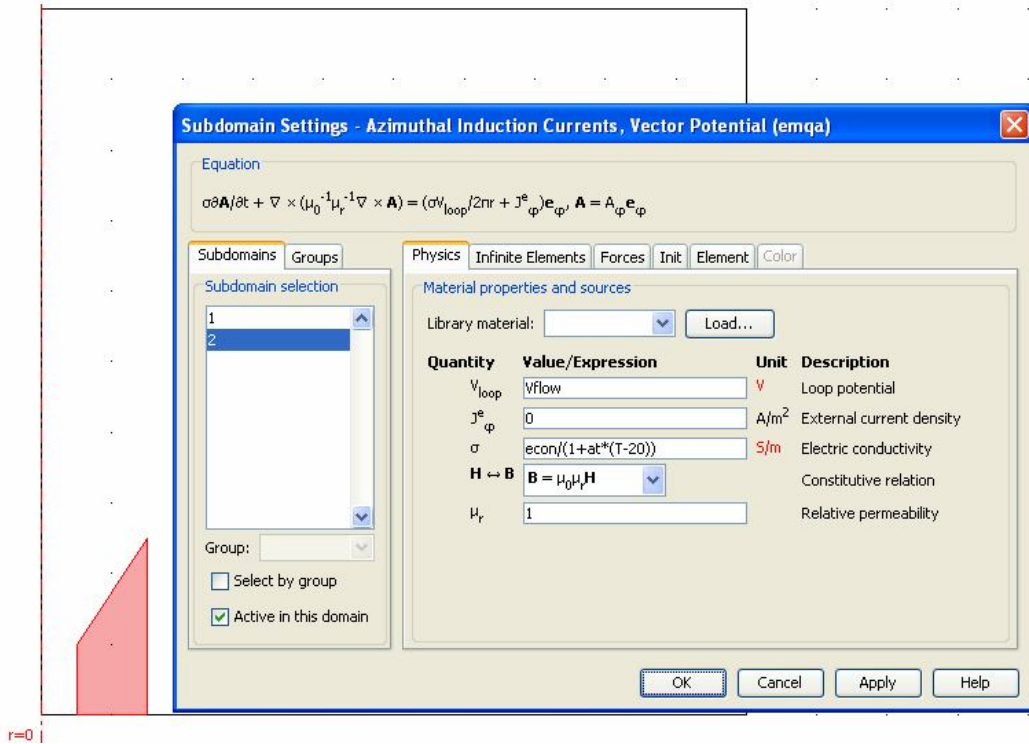 Subdomain Settings - Azimuthal Induction Currents, Vector Potential (emqa)
Equation
σ∂A/∂t + ∇ × (μ0⁻¹μr⁻¹∇ × A) = (σVloop/2πr + Jᵉφ)eφ, A = Aφeφ
Subdomains Groups
Physics Infinite Elements Forces Init Element Color
Subdomain selection
1
2
Group:
Select by group
Active in this domain
Material properties and sources
Library material: Load...
Quantity Value/Expression Unit Description
Vloop Vflow V Loop potential
Jᵉφ 0 A/m² External current density
σ econ/(1+at*(T-20)) S/m Electric conductivity
H ↔ B B = μ0μrH Constitutive relation
μr 1 Relative permeability
OK Cancel Apply Help
r=0